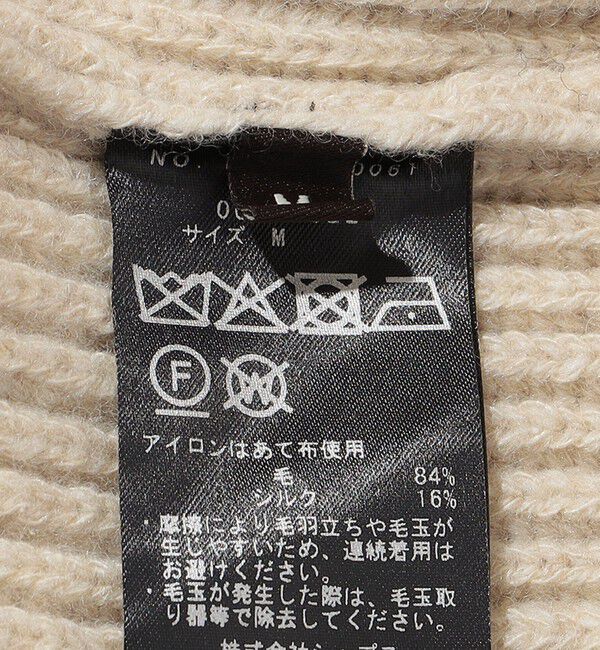 NO.
サイズ M
F
W
アイロンはあて布使用
毛 84%
シルク 16%
・摩擦により毛羽立ちや毛玉が
生じやすいため、連続着用は
お避けください。
・毛玉が発生した際は、毛玉取
り器等で除去してください。